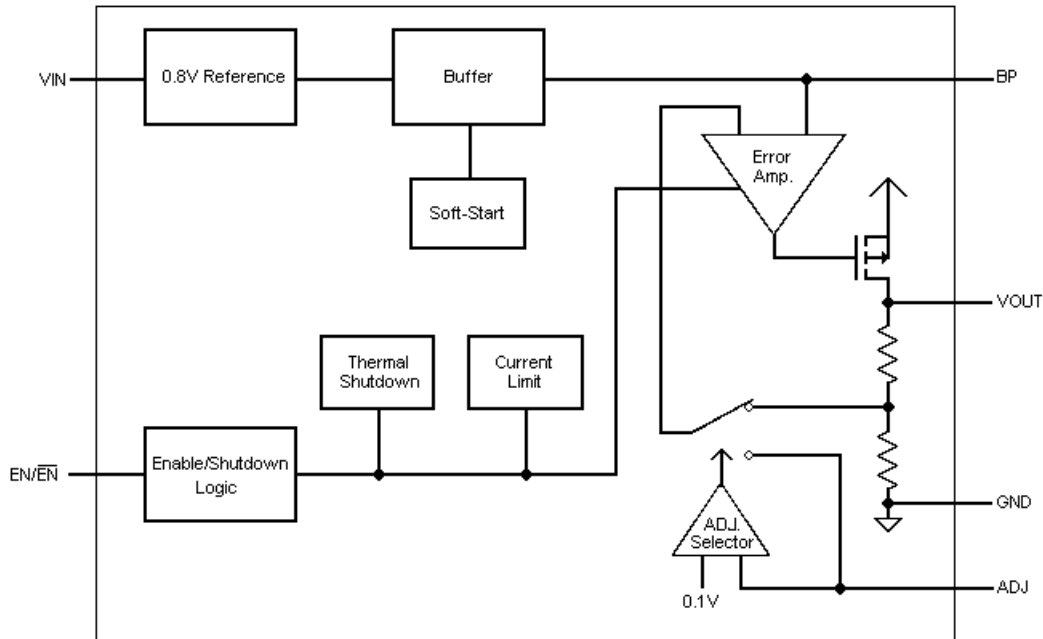 VIN
0.8V Reference
Buffer
BP
Error
Amp.
Soft-Start
VOUT
Thermal
Shutdown
Current
Limit
EN/E̅N̅
Enable/Shutdown
Logic
GND
ADJ.
Selector
0.1V
ADJ